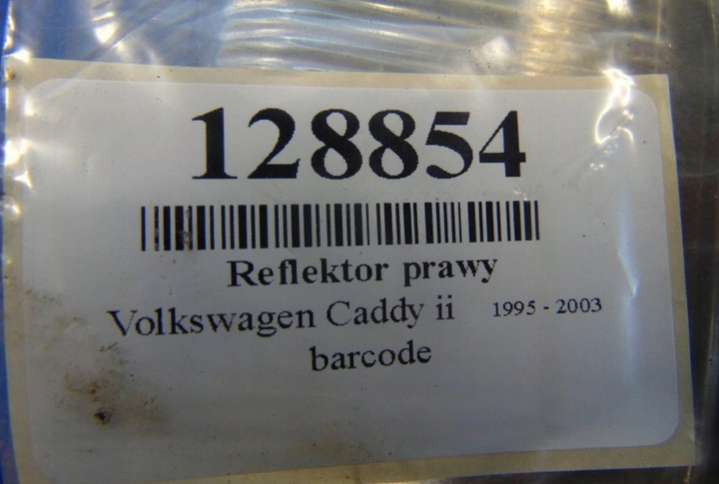 128854
Reflektor prawy
Volkswagen Caddy ii 1995 - 2003
barcode